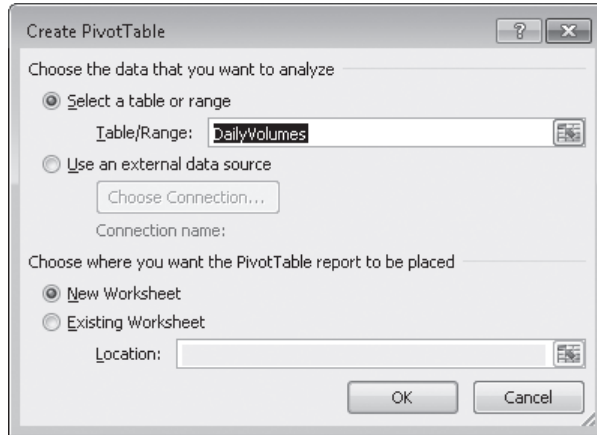 Create PivotTable
Choose the data that you want to analyze
Select a table or range
Table/Range: DailyVolumes
Use an external data source
Choose Connection...
Connection name:
Choose where you want the PivotTable report to be placed
New Worksheet
Existing Worksheet
Location:
OK Cancel